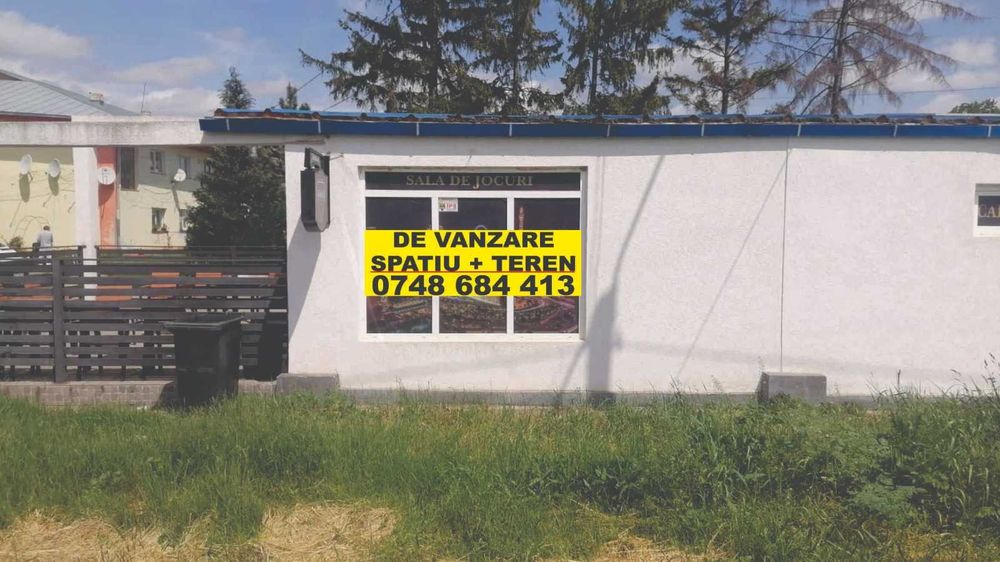 SALA DE JOCURI
DE VANZARE
SPATIU + TEREN
0748 684 413